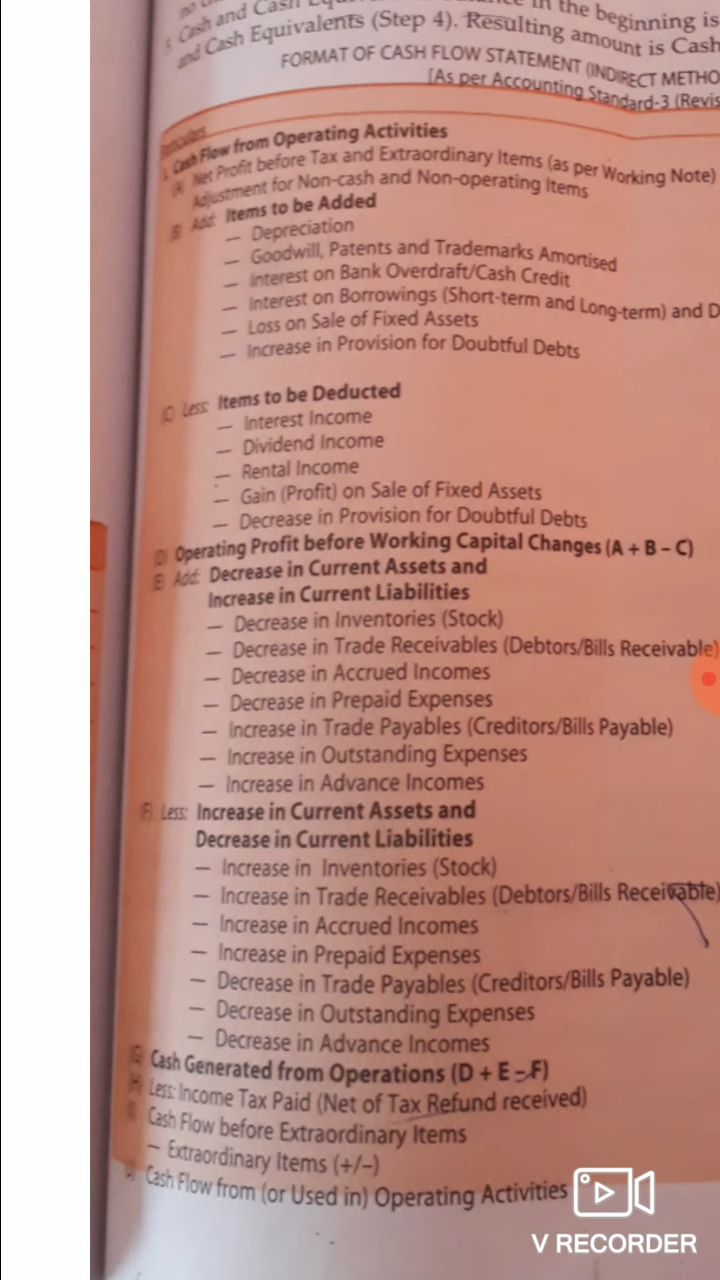 in the beginning is
5. Cash and Cash
and Cash Equivalents (Step 4). Resulting amount is Cash
FORMAT OF CASH FLOW STATEMENT (INDIRECT METHO
[As per Accounting Standard-3 (Revis
Particulars
Cash Flow from Operating Activities
(A) Net Profit before Tax and Extraordinary Items (as per Working Note)
Adjustment for Non-cash and Non-operating Items
(B) Add: Items to be Added
— Depreciation
— Goodwill, Patents and Trademarks Amortised
— Interest on Bank Overdraft/Cash Credit
— Interest on Borrowings (Short-term and Long-term) and D
— Loss on Sale of Fixed Assets
— Increase in Provision for Doubtful Debts
(C) Less: Items to be Deducted
— Interest Income
— Dividend Income
— Rental Income
— Gain (Profit) on Sale of Fixed Assets
— Decrease in Provision for Doubtful Debts
(D) Operating Profit before Working Capital Changes (A + B – C)
(E) Add: Decrease in Current Assets and
Increase in Current Liabilities
— Decrease in Inventories (Stock)
— Decrease in Trade Receivables (Debtors/Bills Receivable)
— Decrease in Accrued Incomes
— Decrease in Prepaid Expenses
— Increase in Trade Payables (Creditors/Bills Payable)
— Increase in Outstanding Expenses
— Increase in Advance Incomes
(F) Less: Increase in Current Assets and
Decrease in Current Liabilities
— Increase in Inventories (Stock)
— Increase in Trade Receivables (Debtors/Bills Receivable)
— Increase in Accrued Incomes
— Increase in Prepaid Expenses
— Decrease in Trade Payables (Creditors/Bills Payable)
— Decrease in Outstanding Expenses
— Decrease in Advance Incomes
(G) Cash Generated from Operations (D + E – F)
(H) Less: Income Tax Paid (Net of Tax Refund received)
Cash Flow before Extraordinary Items
— Extraordinary Items (+/–)
Cash Flow from (or Used in) Operating Activities
V RECORDER